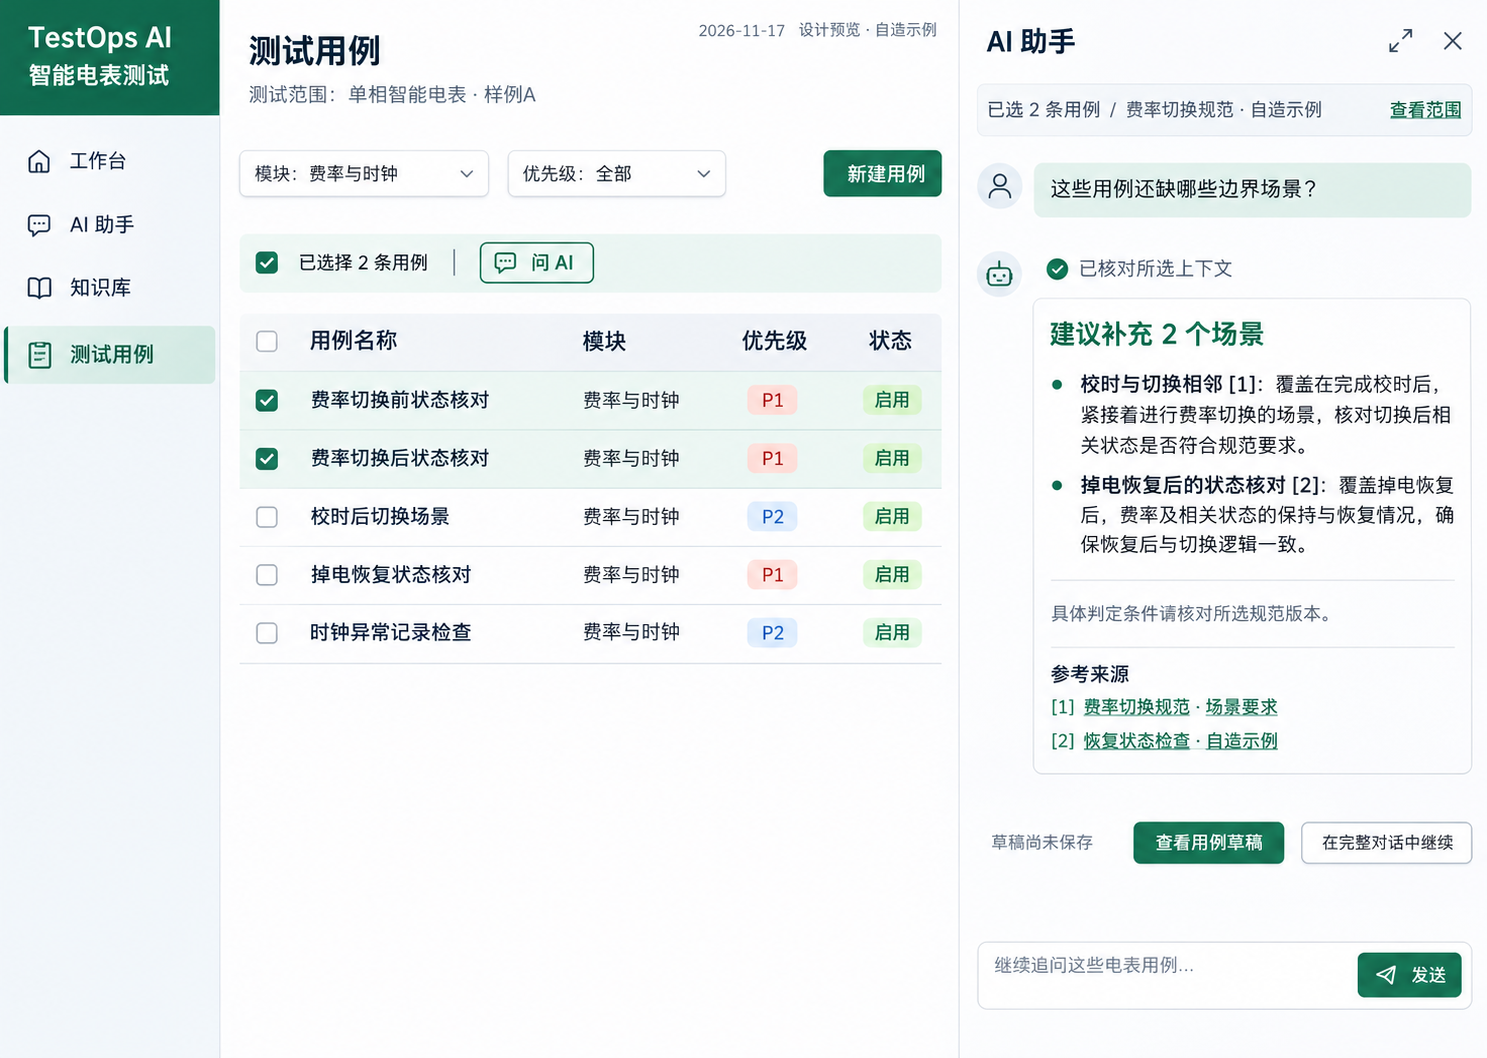 TestOps AI
智能电表测试
工作台
AI 助手
知识库
测试用例
测试用例
2026-11-17 设计预览 · 自造示例
测试范围：单相智能电表 · 样例A
模块：费率与时钟
优先级：全部
新建用例
已选择 2 条用例
问 AI
用例名称 模块 优先级 状态
费率切换前状态核对 费率与时钟 P1 启用
费率切换后状态核对 费率与时钟 P1 启用
校时后切换场景 费率与时钟 P2 启用
掉电恢复状态核对 费率与时钟 P1 启用
时钟异常记录检查 费率与时钟 P2 启用
AI 助手
已选 2 条用例 / 费率切换规范 · 自造示例 查看范围
这些用例还缺哪些边界场景？
已核对所选上下文
建议补充 2 个场景
校时与切换相邻 [1]：覆盖在完成校时后，
紧接着进行费率切换的场景，核对切换后相
关状态是否符合规范要求。
掉电恢复后的状态核对 [2]：覆盖掉电恢复
后，费率及相关状态的保持与恢复情况，确
保恢复后与切换逻辑一致。
具体判定条件请核对所选规范版本。
参考来源
[1] 费率切换规范 · 场景要求
[2] 恢复状态检查 · 自造示例
草稿尚未保存
查看用例草稿
在完整对话中继续
继续追问这些电表用例...
发送